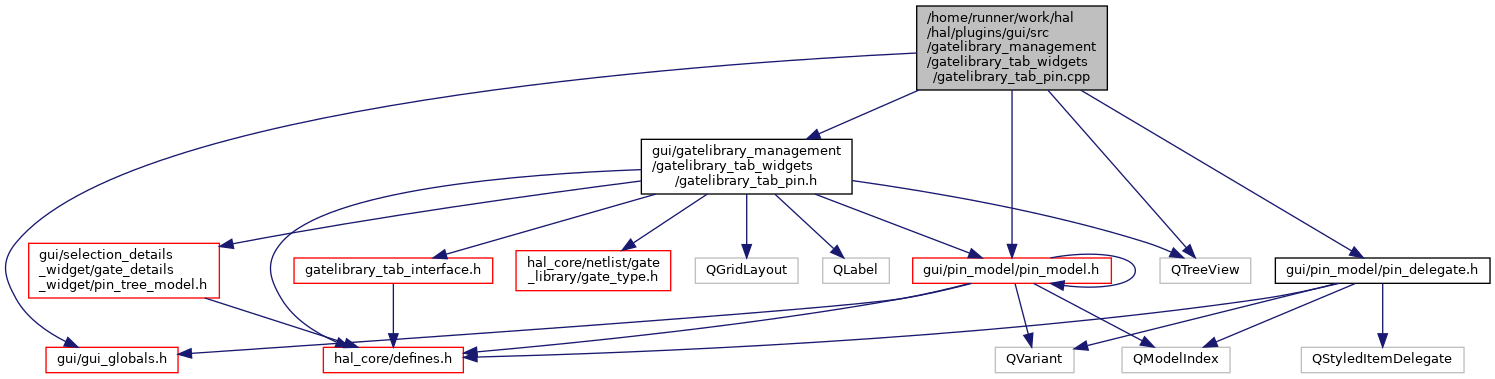 /home/runner/work/hal
/hal/plugins/gui/src
/gatelibrary_management
/gatelibrary_tab_widgets
/gatelibrary_tab_pin.cpp
gui/gatelibrary_management
/gatelibrary_tab_widgets
/gatelibrary_tab_pin.h
gui/selection_details
_widget/gate_details
_widget/pin_tree_model.h
gatelibrary_tab_interface.h
hal_core/netlist/gate
_library/gate_type.h
QGridLayout
QLabel
gui/pin_model/pin_model.h
QTreeView
gui/pin_model/pin_delegate.h
gui/gui_globals.h
hal_core/defines.h
QVariant
QModelIndex
QStyledItemDelegate